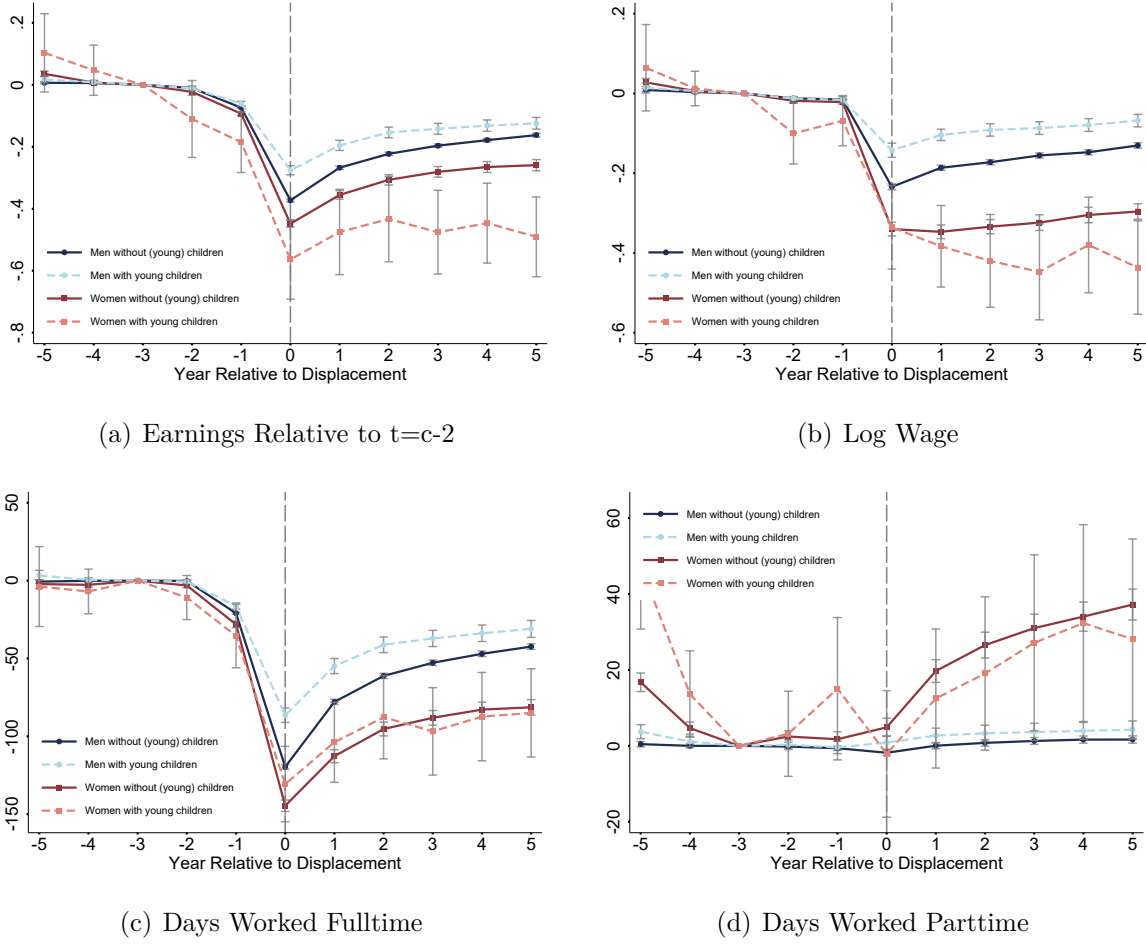 .2
0
-.2
-.4
-.6
-.8
Men without (young) children
Men with young children
Women without (young) children
Women with young children
-5 -4 -3 -2 -1 0 1 2 3 4 5
Year Relative to Displacement
(a) Earnings Relative to t=c-2
.2
0
-.2
-.4
-.6
Men without (young) children
Men with young children
Women without (young) children
Women with young children
-5 -4 -3 -2 -1 0 1 2 3 4 5
Year Relative to Displacement
(b) Log Wage
50
0
-50
-100
-150
Men without (young) children
Men with young children
Women without (young) children
Women with young children
-5 -4 -3 -2 -1 0 1 2 3 4 5
Year Relative to Displacement
(c) Days Worked Fulltime
60
40
20
0
-20
Men without (young) children
Men with young children
Women without (young) children
Women with young children
-5 -4 -3 -2 -1 0 1 2 3 4 5
Year Relative to Displacement
(d) Days Worked Parttime